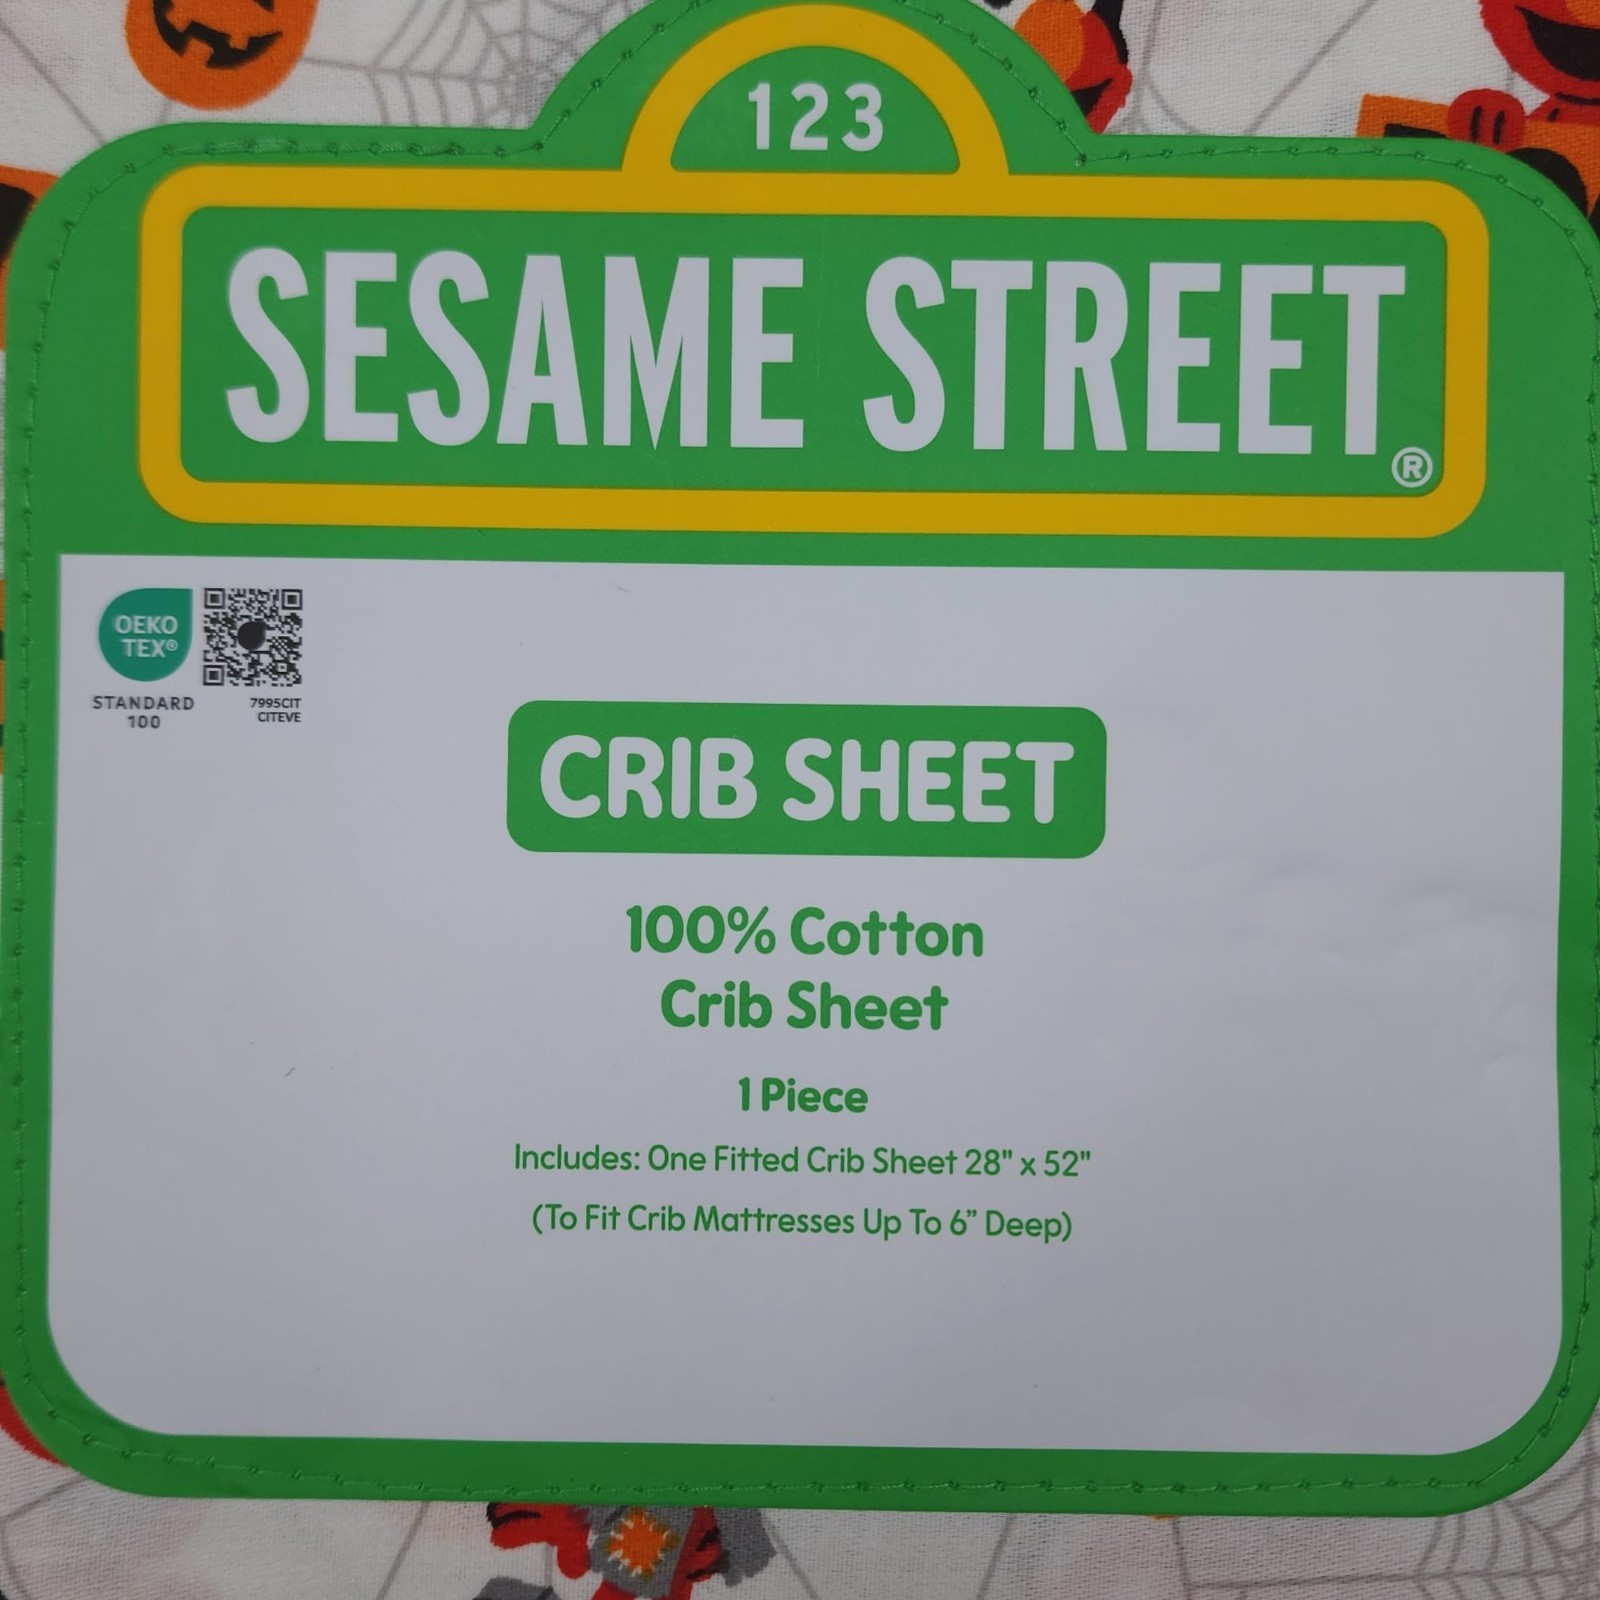 123
SESAME STREET®
OEKO
TEX®
STANDARD
100
7995CIT
CITEVE
CRIB SHEET
100% Cotton
Crib Sheet
1 Piece
Includes: One Fitted Crib Sheet 28" x 52"
(To Fit Crib Mattresses Up To 6” Deep)